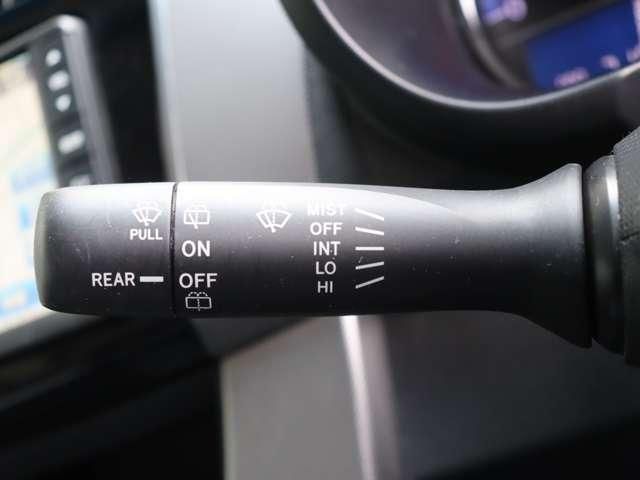 PULL
REAR
ON
OFF
MIST
OFF
INT
LO
HI